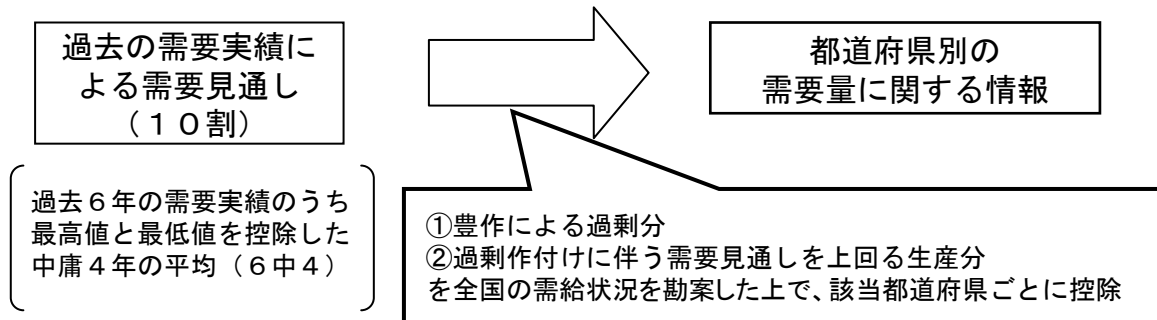 過去の需要実績に
よる需要見通し
（１０割）
都道府県別の
需要量に関する情報
過去６年の需要実績のうち
最高値と最低値を控除した
中庸４年の平均（６中４）
①豊作による過剰分
②過剰作付けに伴う需要見通しを上回る生産分
を全国の需給状況を勘案した上で、該当都道府県ごとに控除